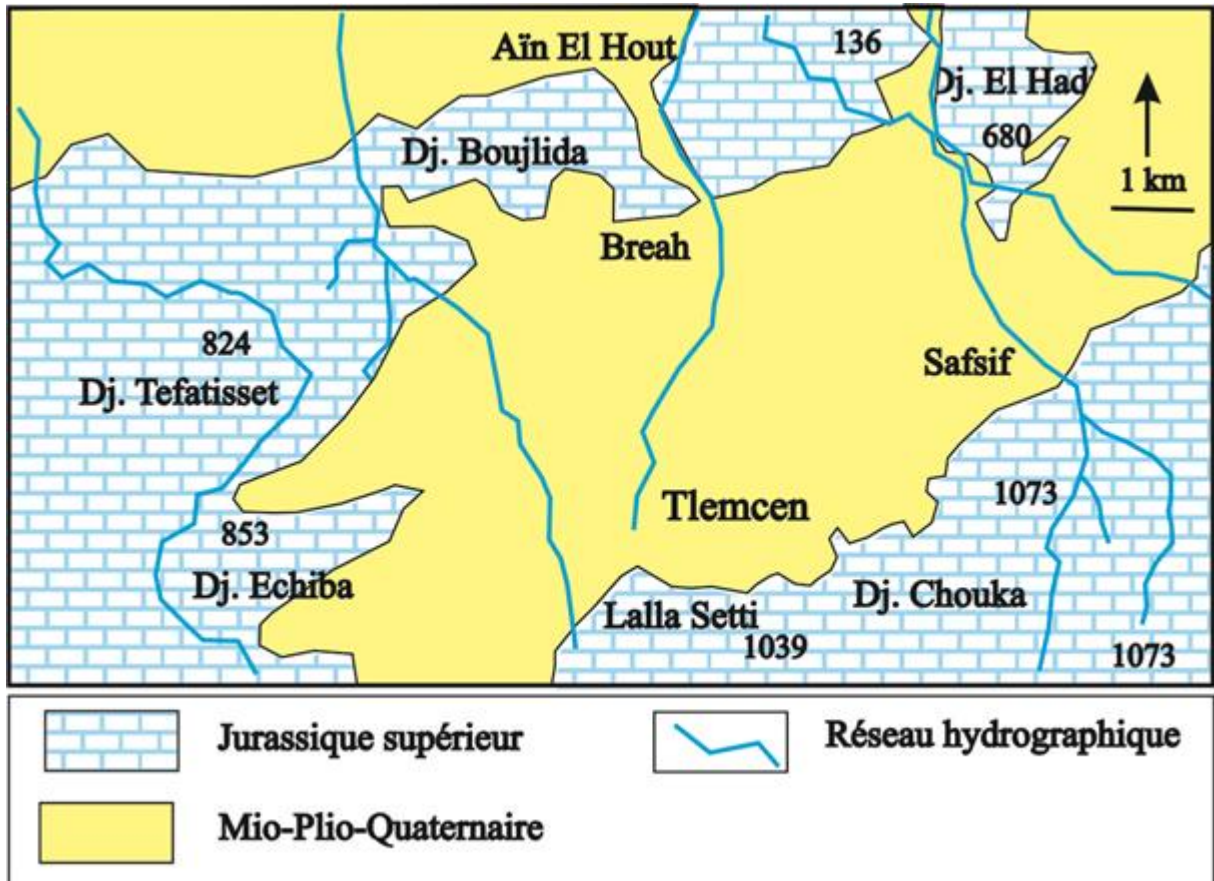 Aïn El Hout
136
Dj. El Had
680
Dj. Boujlida
1 km
Breah
824
Dj. Tefatisset
Safsif
1073
Tlemcen
853
Dj. Echiba
Lalla Setti
1039
Dj. Chouka
1073
Jurassique supérieur
Réseau hydrographique
Mio-Plio-Quaternaire